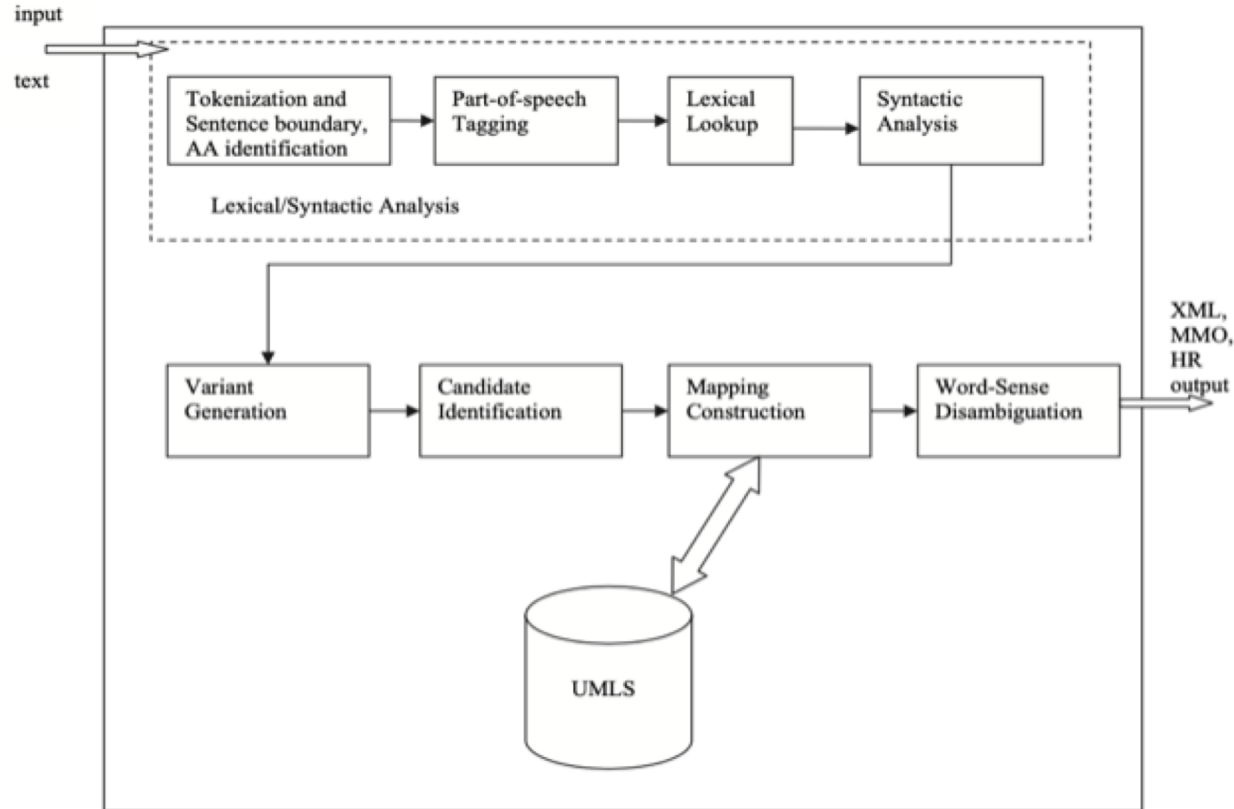 input
text
Tokenization and
Sentence boundary,
AA identification
Part-of-speech
Tagging
Lexical
Lookup
Syntactic
Analysis
Lexical/Syntactic Analysis
Variant
Generation
Candidate
Identification
Mapping
Construction
Word-Sense
Disambiguation
XML,
MMO,
HR
output
UMLS